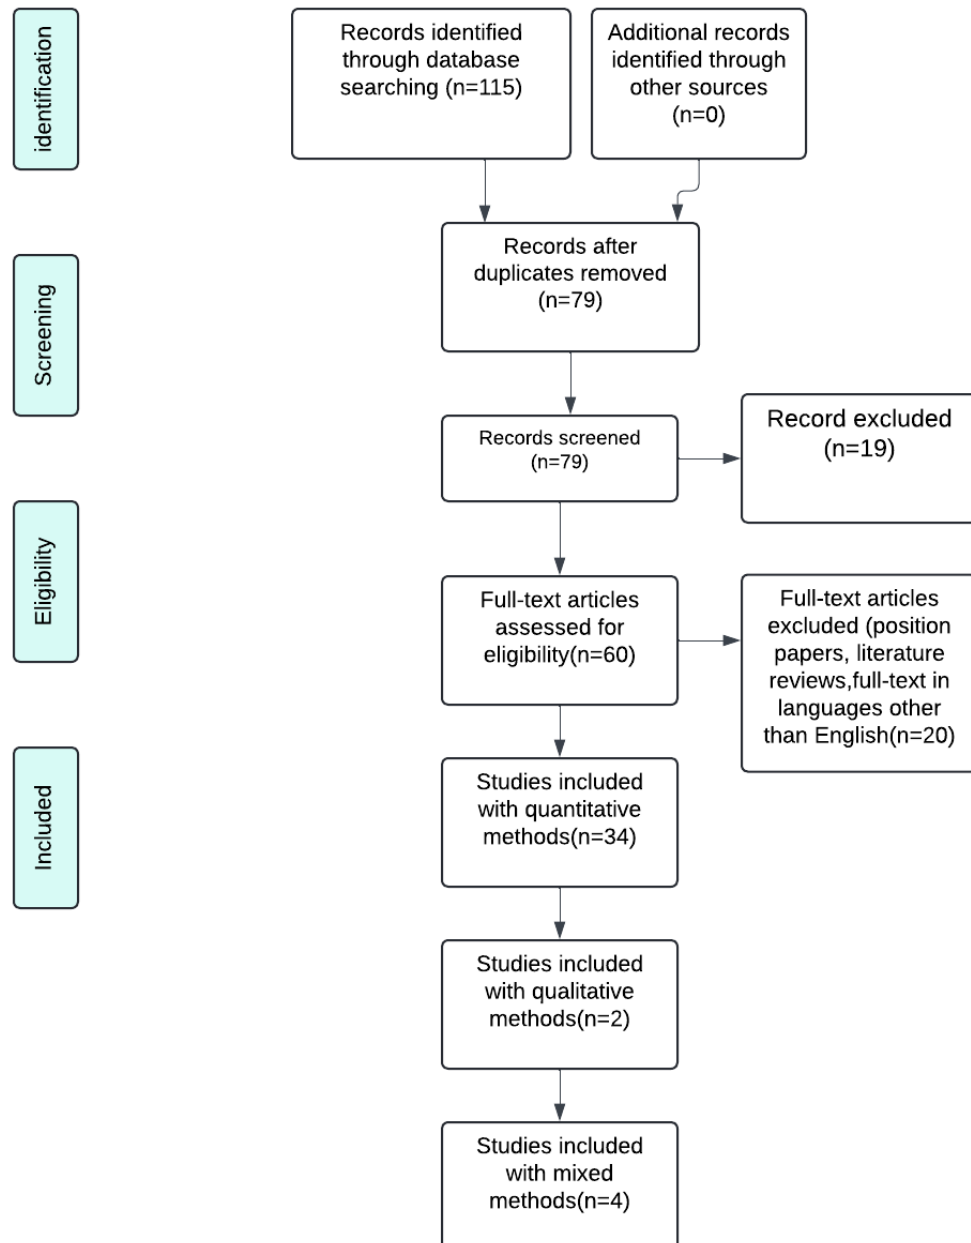 identification
Records identified
through database
searching (n=115)
Additional records
identified through
other sources
(n=0)
Screening
Records after
duplicates removed
(n=79)
Records screened
(n=79)
Record excluded
(n=19)
Eligibility
Full-text articles
assessed for
eligibility(n=60)
Full-text articles
excluded (position
papers, literature
reviews,full-text in
languages other
than English(n=20)
Included
Studies included
with quantitative
methods(n=34)
Studies included
with qualitative
methods(n=2)
Studies included
with mixed
methods(n=4)